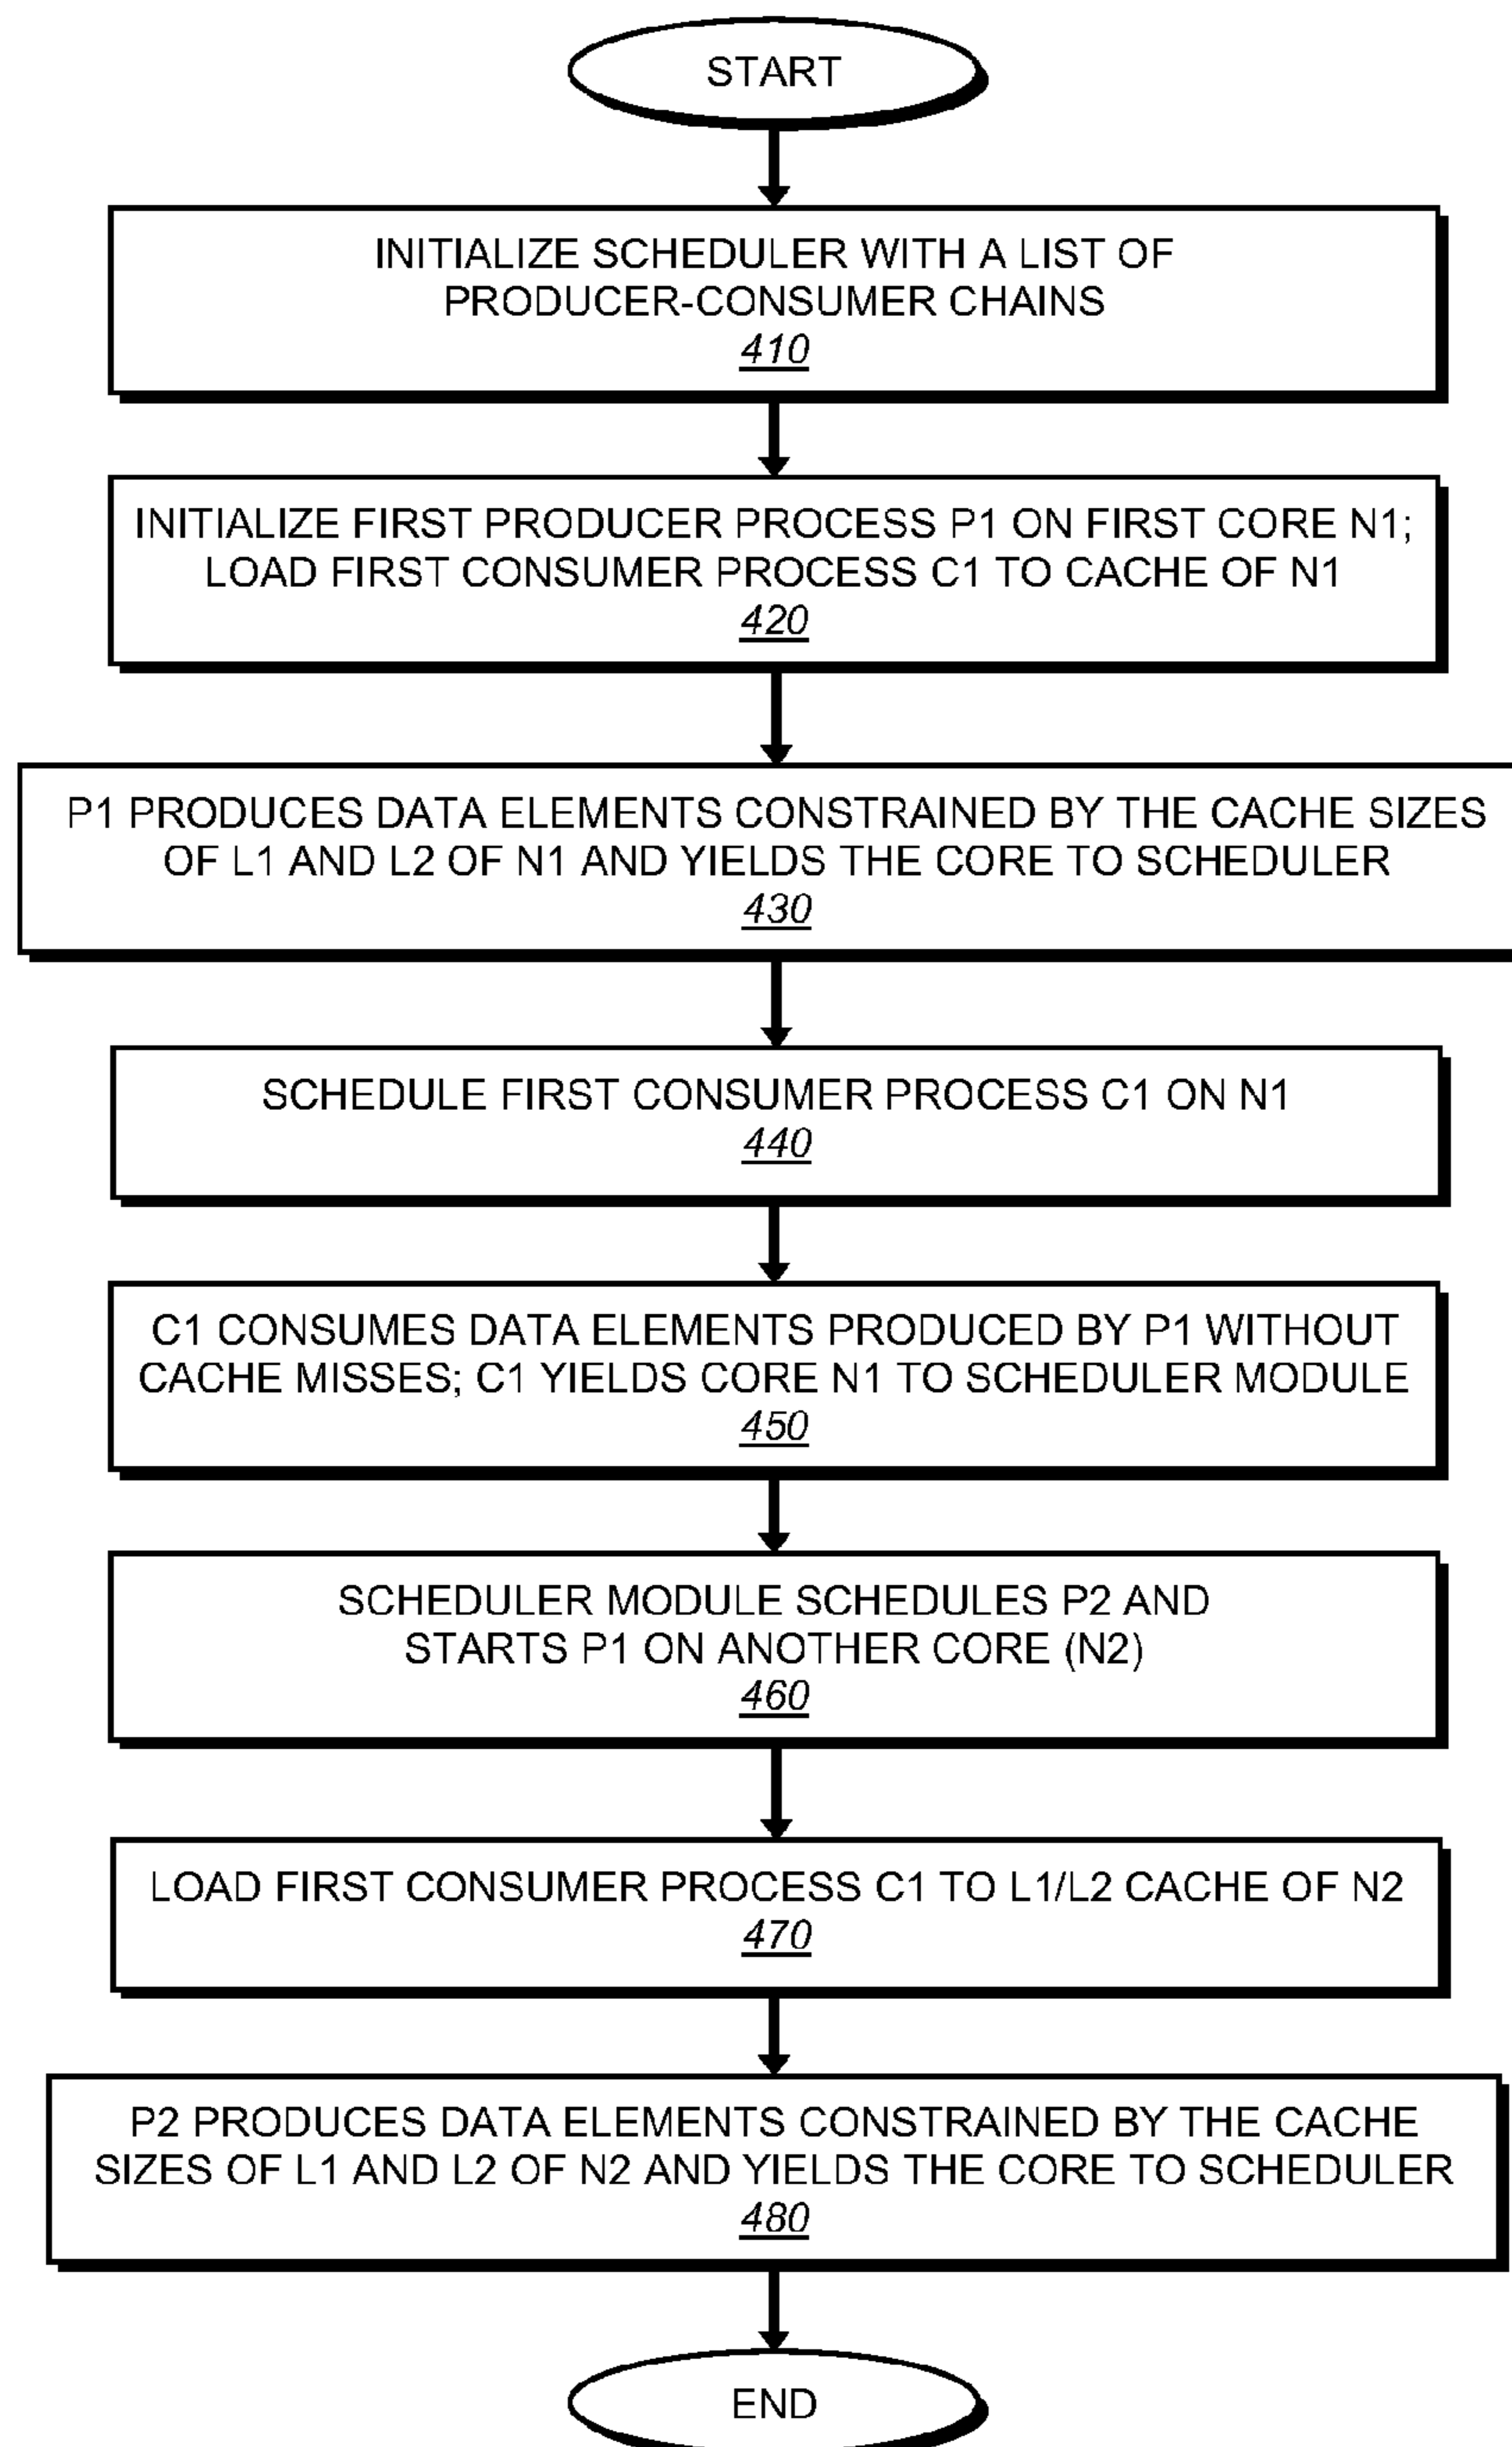 START
INITIALIZE SCHEDULER WITH A LIST OF
PRODUCER-CONSUMER CHAINS
410
INITIALIZE FIRST PRODUCER PROCESS P1 ON FIRST CORE N1;
LOAD FIRST CONSUMER PROCESS C1 TO CACHE OF N1
420
P1 PRODUCES DATA ELEMENTS CONSTRAINED BY THE CACHE SIZES
OF L1 AND L2 OF N1 AND YIELDS THE CORE TO SCHEDULER
430
SCHEDULE FIRST CONSUMER PROCESS C1 ON N1
440
C1 CONSUMES DATA ELEMENTS PRODUCED BY P1 WITHOUT
CACHE MISSES; C1 YIELDS CORE N1 TO SCHEDULER MODULE
450
SCHEDULER MODULE SCHEDULES P2 AND
STARTS P1 ON ANOTHER CORE (N2)
460
LOAD FIRST CONSUMER PROCESS C1 TO L1/L2 CACHE OF N2
470
P2 PRODUCES DATA ELEMENTS CONSTRAINED BY THE CACHE
SIZES OF L1 AND L2 OF N2 AND YIELDS THE CORE TO SCHEDULER
480
END